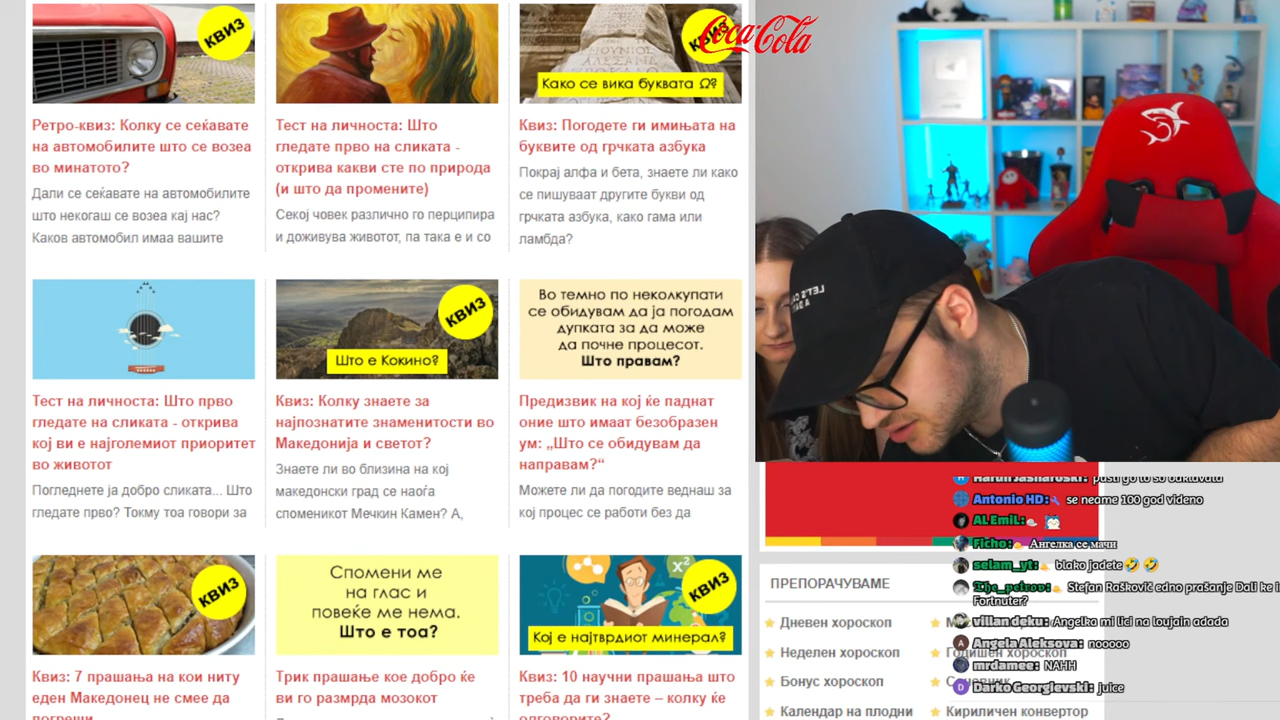 КВИЗ
Ретро-квиз: Колку се сеќавате
на автомобилите што се возеа
во минатото?
Дали се сеќавате на автомобилите
што некогаш се возеа кај нас?
Каков автомобил имаа вашите
Тест на личноста: Што
гледате прво на сликата -
открива какви сте по природа
(и што да промените)
Секој човек различно го перципира
и доживува животот, па така е и со
Coca-Cola
Како се вика буквата Ω?
Квиз: Погодете ги имињата на
буквите од грчката азбука
Покрај алфа и бета, знаете ли како
се пишуваат другите букви од
грчката азбука, како гама или
ламбда?
Тест на личноста: Што прво
гледате на сликата - открива
кој ви е најголемиот приоритет
во животот
Погледнете ја добро сликата... Што
гледате прво? Токму тоа говори за
КВИЗ
Што е Кокино?
Квиз: Колку знаете за
најпознатите знаменитости во
Македонија и светот?
Знаете ли во близина на кој
македонски град се наоѓа
споменикот Мечкин Камен? А,
Во темно по неколкупати
се обидувам да ја погодам
дупката за да може
да почне процесот.
Што правам?
Предизвик на кој ќе паднат
оние што имаат безобразен
ум: „Што се обидувам да
направам?“
Можете ли да погодите веднаш за
кој процес се работи без да
КВИЗ
Квиз: 7 прашања на кои ниту
еден Македонец не смее да
погреши
Спомени ме
на глас и
повеќе ме нема.
Што е тоа?
Трик прашање кое добро ќе
ви го размрда мозокот
КВИЗ
x²
Кој е најтврдиот минерал?
Квиз: 10 научни прашања што
треба да ги знаете – колку ќе
одговорите?
ПРЕПОРАЧУВАМЕ
Дневен хороскоп
Неделен хороскоп
Бонус хороскоп
Календар на плодни
Годишен хороскоп
Кириличен конвертор
Antonio HD: se neome 100 god videno
AL EmiL:
Ficho: Ангелка се мачи
selam_yt: blako jadete
The_petrov: Stefan Rašković edno prašanje Dali ke i
Fortnuter?
villan deku: Angelka mi lici na loujain adada
Angela Aleksova: nooooo
mrdamee: NAHH
Darko Georgievski: juice